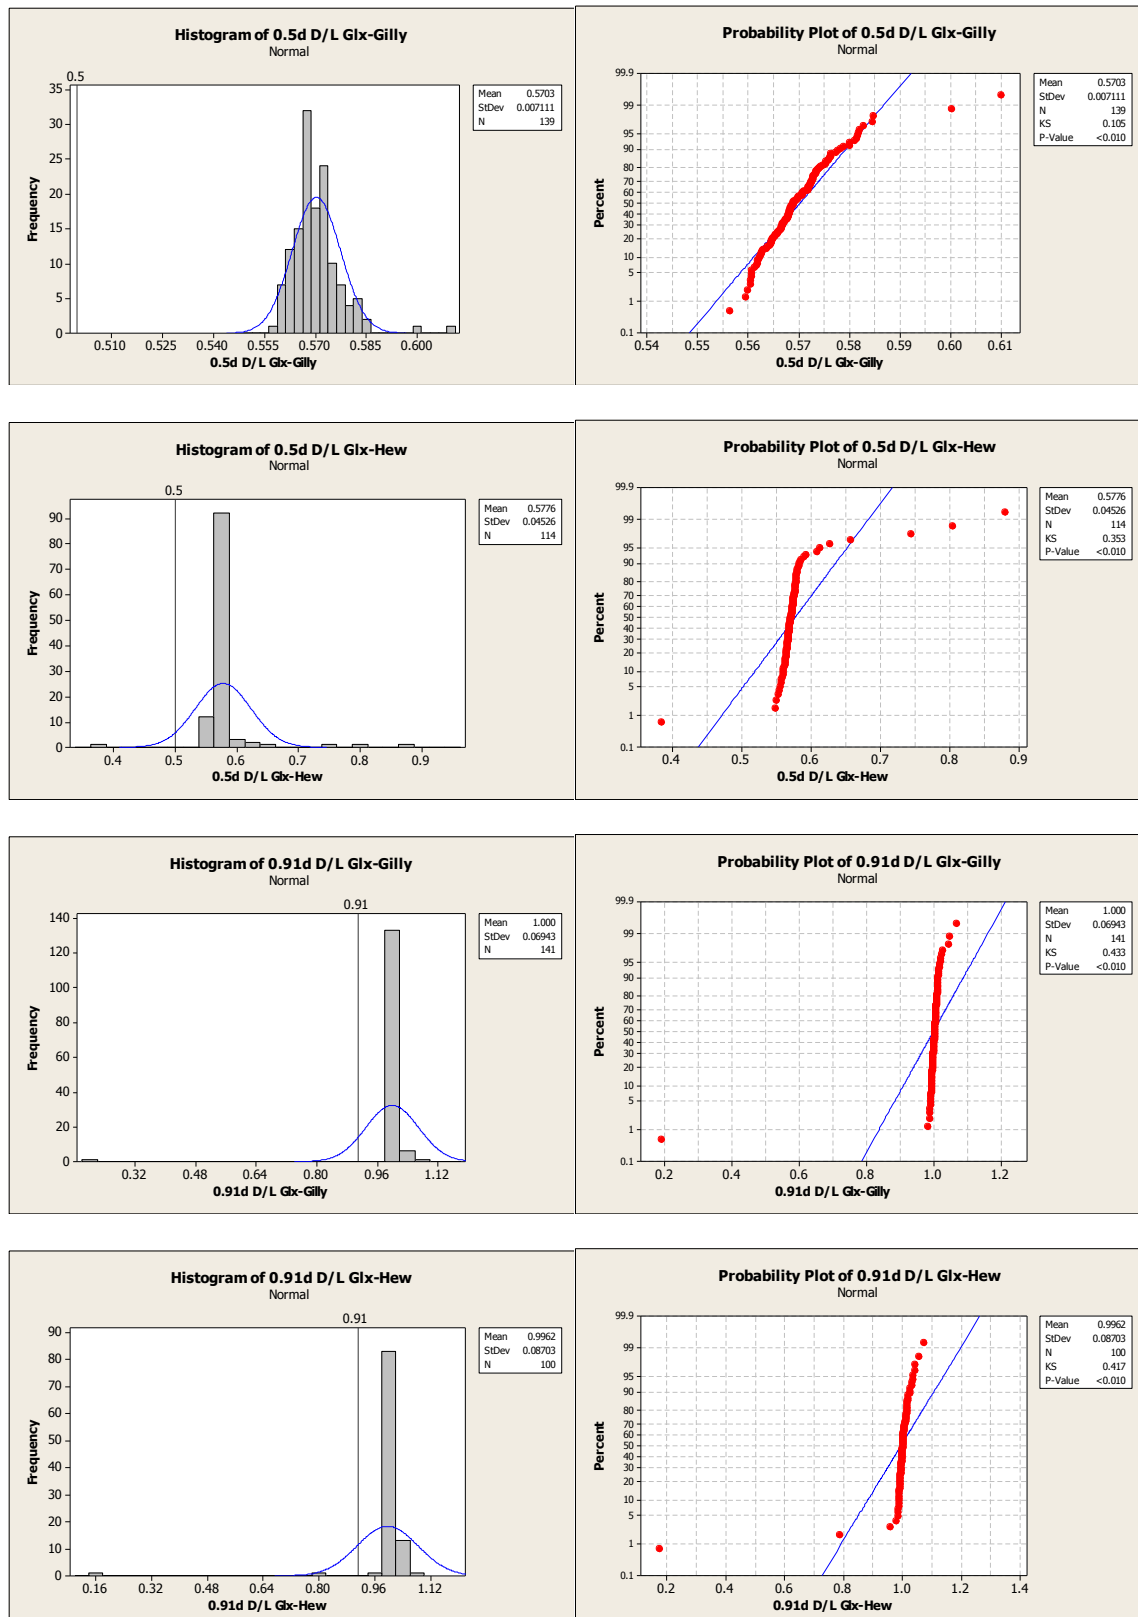 Histogram of 0.5d D/L Glx-Gilly
Normal
0.5
35
30
25
20
15
10
5
0
Frequency
0.510 0.525 0.540 0.555 0.570 0.585 0.600
0.5d D/L Glx-Gilly
Mean 0.5703
StDev 0.007111
N 139
Probability Plot of 0.5d D/L Glx-Gilly
Normal
99.9
99
95
90
80
70
60
50
40
30
20
10
5
1
0.1
Percent
0.54 0.55 0.56 0.57 0.58 0.59 0.60 0.61
0.5d D/L Glx-Gilly
Mean 0.5703
StDev 0.007111
N 139
KS 0.105
P-Value <0.010
Histogram of 0.5d D/L Glx-Hew
Normal
0.5
90
80
70
60
50
40
30
20
10
0
Frequency
0.4 0.5 0.6 0.7 0.8 0.9
0.5d D/L Glx-Hew
Mean 0.5776
StDev 0.04526
N 114
Probability Plot of 0.5d D/L Glx-Hew
Normal
99.9
99
95
90
80
70
60
50
40
30
20
10
5
1
0.1
Percent
0.4 0.5 0.6 0.7 0.8 0.9
0.5d D/L Glx-Hew
Mean 0.5776
StDev 0.04526
N 114
KS 0.353
P-Value <0.010
Histogram of 0.91d D/L Glx-Gilly
Normal
0.91
140
120
100
80
60
40
20
0
Frequency
0.32 0.48 0.64 0.80 0.96 1.12
0.91d D/L Glx-Gilly
Mean 1.000
StDev 0.06943
N 141
Probability Plot of 0.91d D/L Glx-Gilly
Normal
99.9
99
95
90
80
70
60
50
40
30
20
10
5
1
0.1
Percent
0.2 0.4 0.6 0.8 1.0 1.2
0.91d D/L Glx-Gilly
Mean 1.000
StDev 0.06943
N 141
KS 0.433
P-Value <0.010
Histogram of 0.91d D/L Glx-Hew
Normal
0.91
90
80
70
60
50
40
30
20
10
0
Frequency
0.16 0.32 0.48 0.64 0.80 0.96 1.12
0.91d D/L Glx-Hew
Mean 0.9962
StDev 0.08703
N 100
Probability Plot of 0.91d D/L Glx-Hew
Normal
99.9
99
95
90
80
70
60
50
40
30
20
10
5
1
0.1
Percent
0.2 0.4 0.6 0.8 1.0 1.2 1.4
0.91d D/L Glx-Hew
Mean 0.9962
StDev 0.08703
N 100
KS 0.417
P-Value <0.010